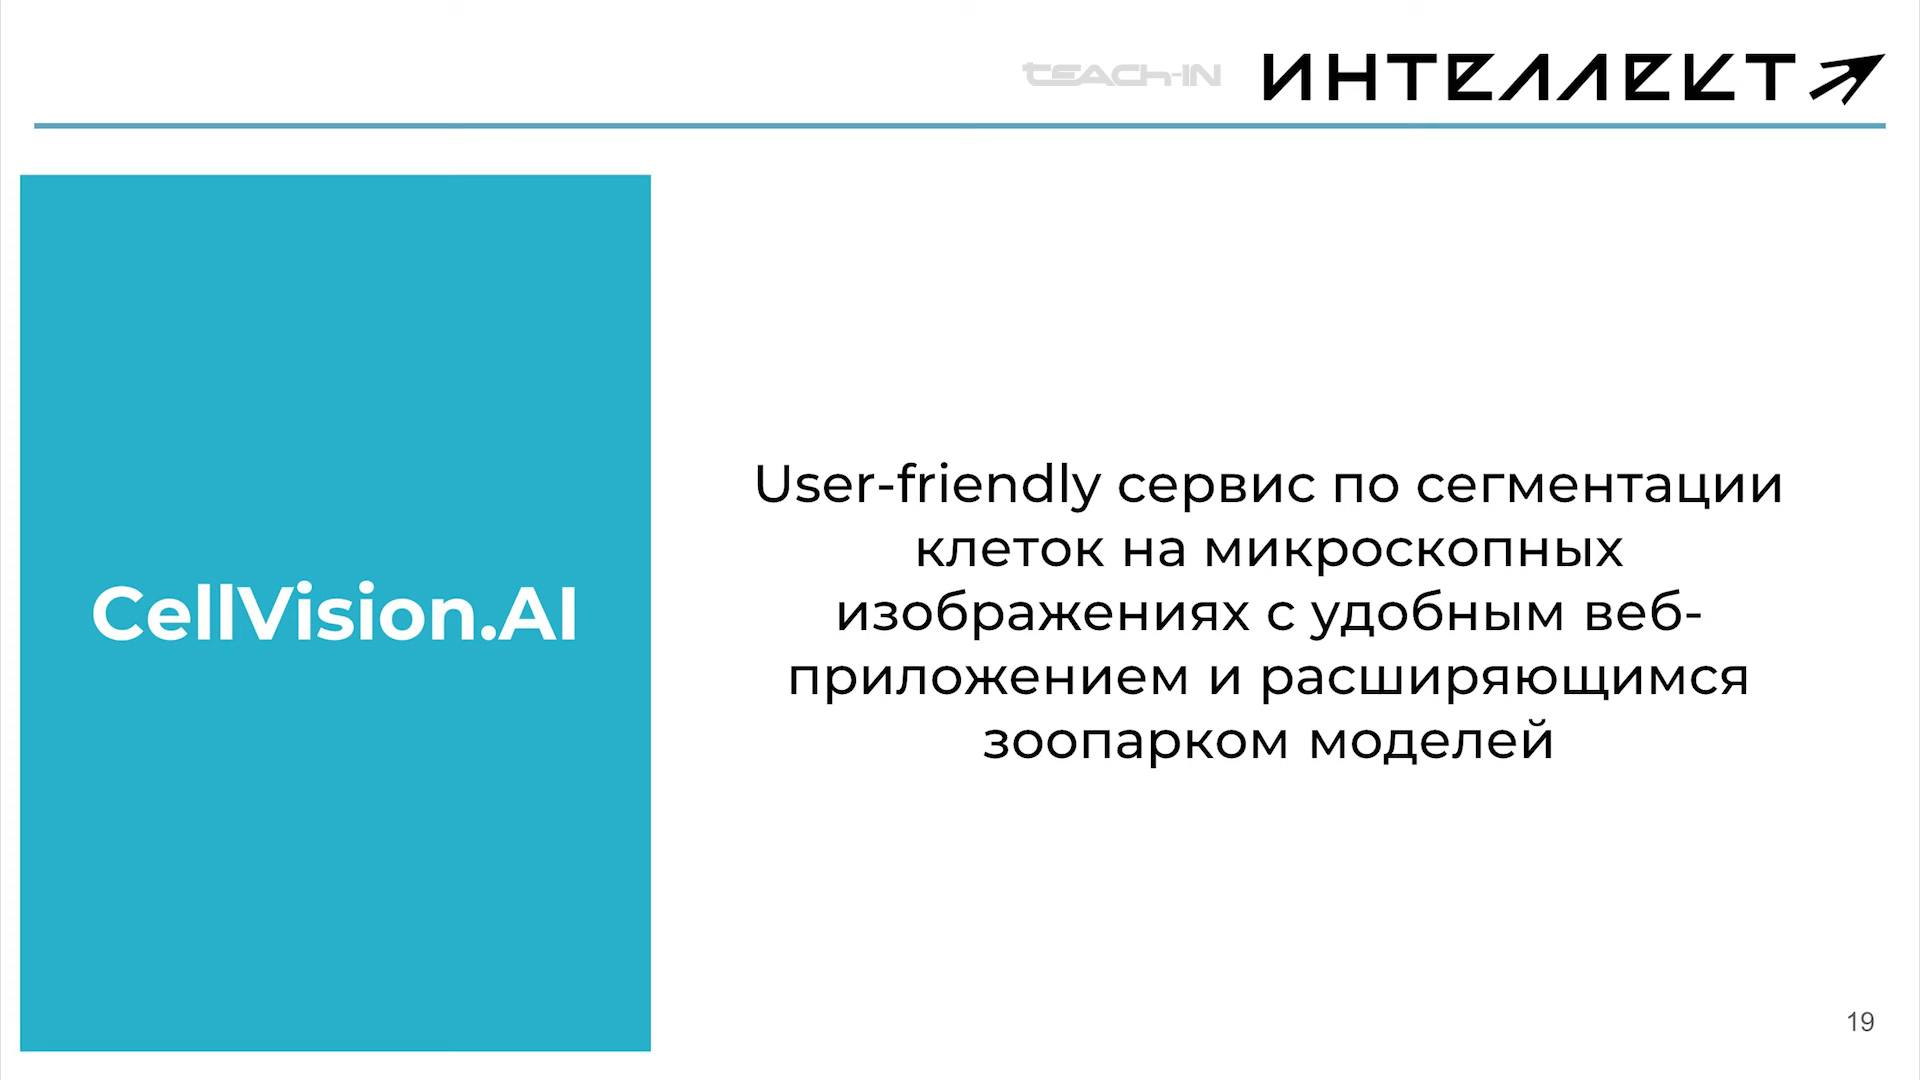 TEACH-IN
ИНТЕЛЛЕКТ
CellVision.AI
User-friendly сервис по сегментации
клеток на микроскопных
изображениях с удобным веб-
приложением и расширяющимся
зоопарком моделей
19